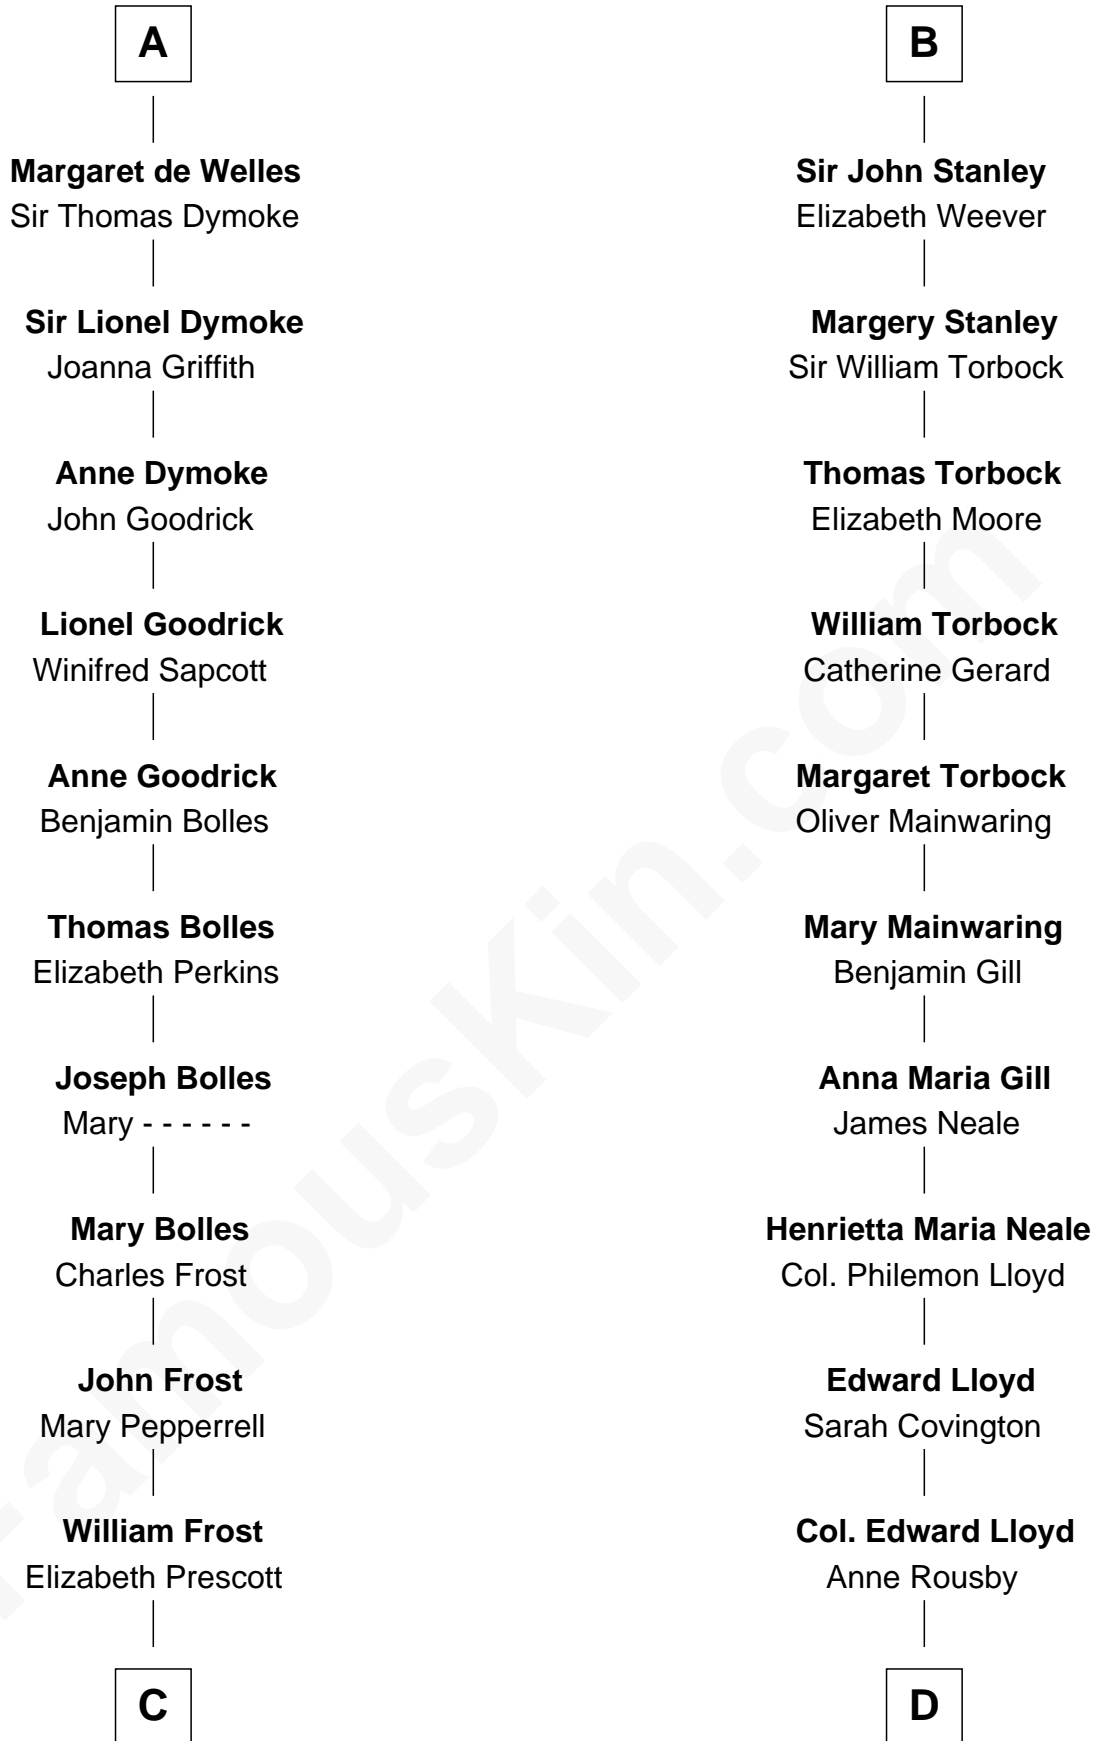 A
Margaret de Welles
Sir Thomas Dymoke
Sir Lionel Dymoke
Joanna Griffith
Anne Dymoke
John Goodrick
Lionel Goodrick
Winifred Sapcott
Anne Goodrick
Benjamin Bolles
Thomas Bolles
Elizabeth Perkins
Joseph Bolles
Mary - - - - - -
Mary Bolles
Charles Frost
John Frost
Mary Pepperrell
William Frost
Elizabeth Prescott
C
B
Sir John Stanley
Elizabeth Weever
Margery Stanley
Sir William Torbock
Thomas Torbock
Elizabeth Moore
William Torbock
Catherine Gerard
Margaret Torbock
Oliver Mainwaring
Mary Mainwaring
Benjamin Gill
Anna Maria Gill
James Neale
Henrietta Maria Neale
Col. Philemon Lloyd
Edward Lloyd
Sarah Covington
Col. Edward Lloyd
Anne Rousby
D
FamousKin.com